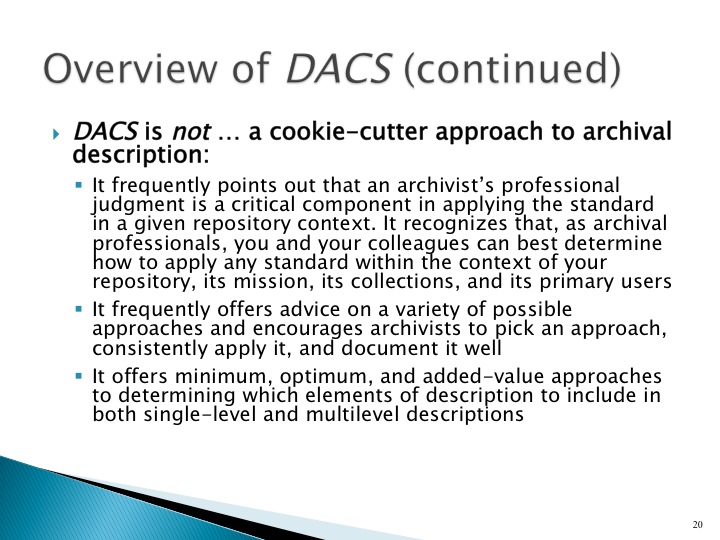 Overview of DACS (continued)
DACS is not … a cookie-cutter approach to archival
description:
It frequently points out that an archivist’s professional
judgment is a critical component in applying the standard
in a given repository context. It recognizes that, as archival
professionals, you and your colleagues can best determine
how to apply any standard within the context of your
repository, its mission, its collections, and its primary users
It frequently offers advice on a variety of possible
approaches and encourages archivists to pick an approach,
consistently apply it, and document it well
It offers minimum, optimum, and added-value approaches
to determining which elements of description to include in
both single-level and multilevel descriptions
20